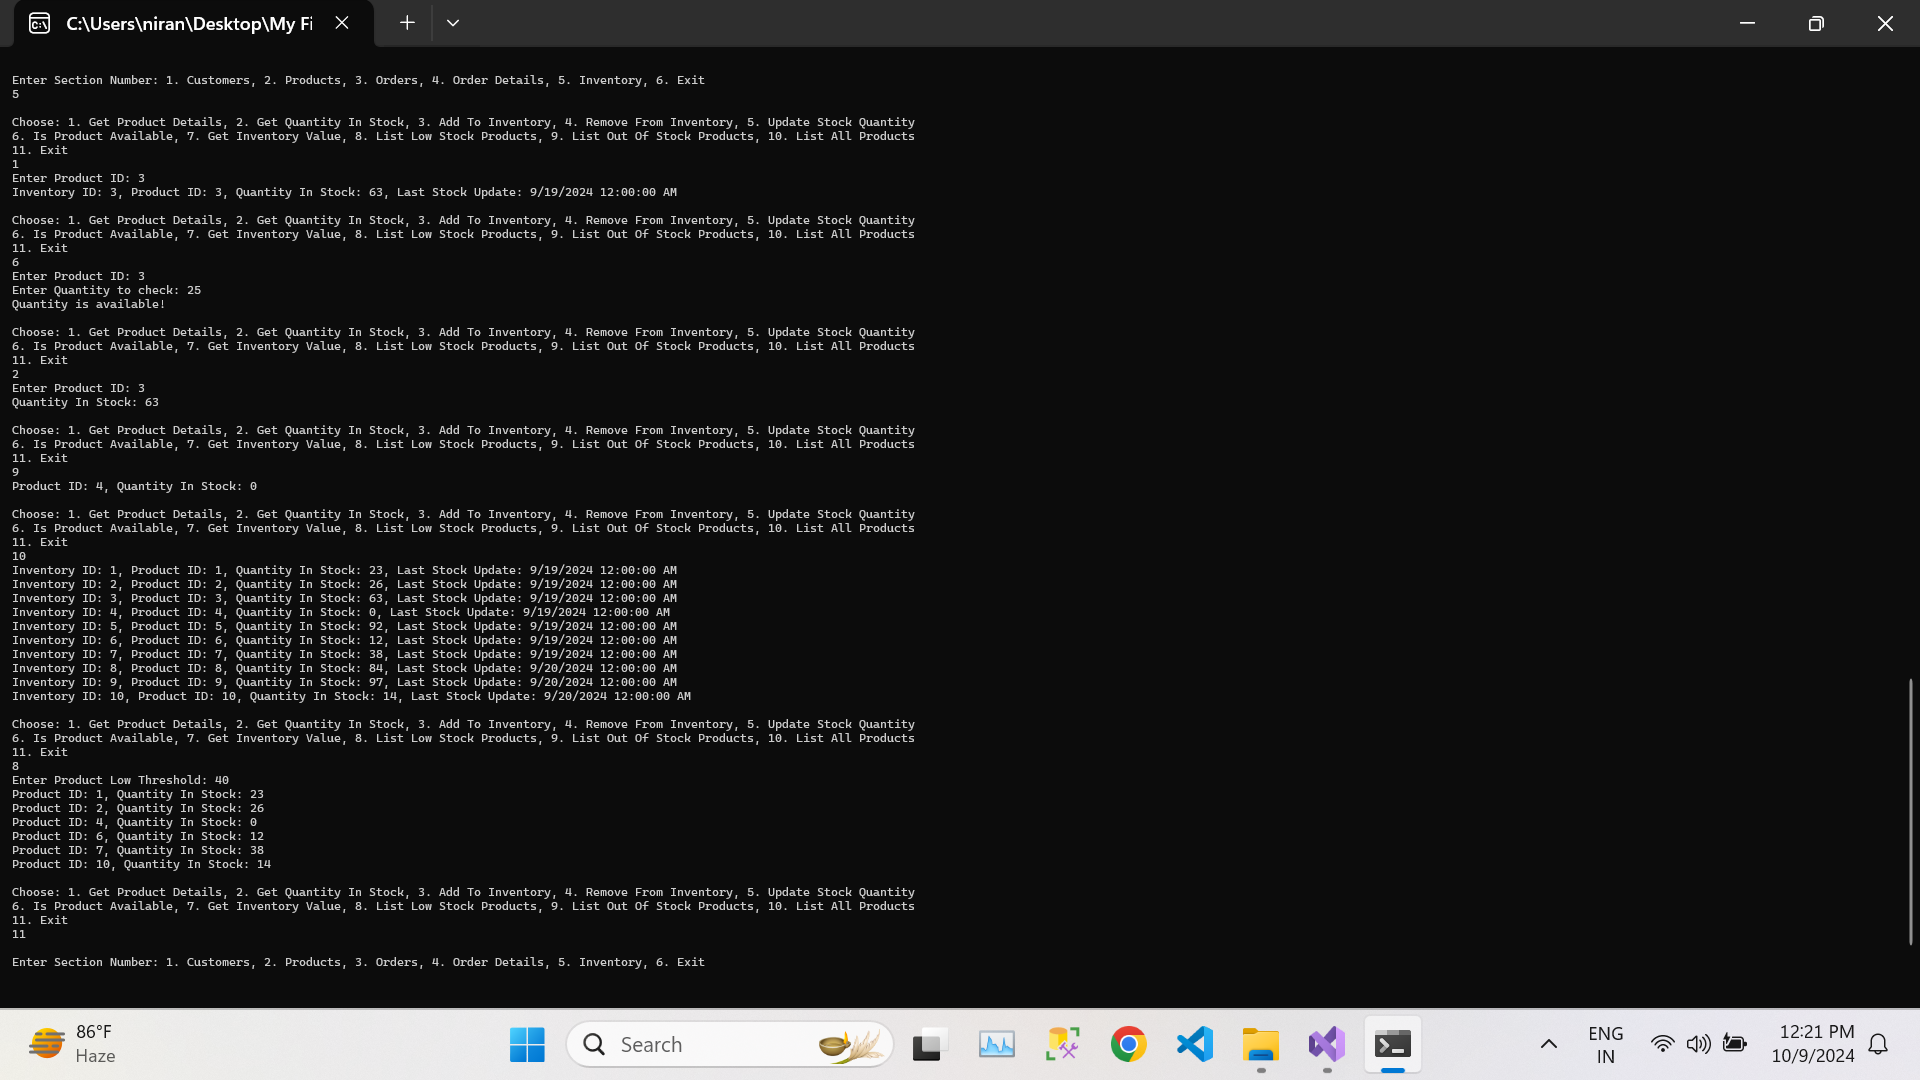 C:\Users\niran\Desktop\My Fi
Enter Section Number: 1. Customers, 2. Products, 3. Orders, 4. Order Details, 5. Inventory, 6. Exit
5
Choose: 1. Get Product Details, 2. Get Quantity In Stock, 3. Add To Inventory, 4. Remove From Inventory, 5. Update Stock Quantity
6. Is Product Available, 7. Get Inventory Value, 8. List Low Stock Products, 9. List Out Of Stock Products, 10. List All Products
11. Exit
1
Enter Product ID: 3
Inventory ID: 3, Product ID: 3, Quantity In Stock: 63, Last Stock Update: 9/19/2024 12:00:00 AM
Choose: 1. Get Product Details, 2. Get Quantity In Stock, 3. Add To Inventory, 4. Remove From Inventory, 5. Update Stock Quantity
6. Is Product Available, 7. Get Inventory Value, 8. List Low Stock Products, 9. List Out Of Stock Products, 10. List All Products
11. Exit
6
Enter Product ID: 3
Enter Quantity to check: 25
Quantity is available!
Choose: 1. Get Product Details, 2. Get Quantity In Stock, 3. Add To Inventory, 4. Remove From Inventory, 5. Update Stock Quantity
6. Is Product Available, 7. Get Inventory Value, 8. List Low Stock Products, 9. List Out Of Stock Products, 10. List All Products
11. Exit
2
Enter Product ID: 3
Quantity In Stock: 63
Choose: 1. Get Product Details, 2. Get Quantity In Stock, 3. Add To Inventory, 4. Remove From Inventory, 5. Update Stock Quantity
6. Is Product Available, 7. Get Inventory Value, 8. List Low Stock Products, 9. List Out Of Stock Products, 10. List All Products
11. Exit
9
Product ID: 4, Quantity In Stock: 0
Choose: 1. Get Product Details, 2. Get Quantity In Stock, 3. Add To Inventory, 4. Remove From Inventory, 5. Update Stock Quantity
6. Is Product Available, 7. Get Inventory Value, 8. List Low Stock Products, 9. List Out Of Stock Products, 10. List All Products
11. Exit
10
Inventory ID: 1, Product ID: 1, Quantity In Stock: 23, Last Stock Update: 9/19/2024 12:00:00 AM
Inventory ID: 2, Product ID: 2, Quantity In Stock: 26, Last Stock Update: 9/19/2024 12:00:00 AM
Inventory ID: 3, Product ID: 3, Quantity In Stock: 63, Last Stock Update: 9/19/2024 12:00:00 AM
Inventory ID: 4, Product ID: 4, Quantity In Stock: 0, Last Stock Update: 9/19/2024 12:00:00 AM
Inventory ID: 5, Product ID: 5, Quantity In Stock: 92, Last Stock Update: 9/19/2024 12:00:00 AM
Inventory ID: 6, Product ID: 6, Quantity In Stock: 12, Last Stock Update: 9/19/2024 12:00:00 AM
Inventory ID: 7, Product ID: 7, Quantity In Stock: 38, Last Stock Update: 9/19/2024 12:00:00 AM
Inventory ID: 8, Product ID: 8, Quantity In Stock: 84, Last Stock Update: 9/20/2024 12:00:00 AM
Inventory ID: 9, Product ID: 9, Quantity In Stock: 97, Last Stock Update: 9/20/2024 12:00:00 AM
Inventory ID: 10, Product ID: 10, Quantity In Stock: 14, Last Stock Update: 9/20/2024 12:00:00 AM
Choose: 1. Get Product Details, 2. Get Quantity In Stock, 3. Add To Inventory, 4. Remove From Inventory, 5. Update Stock Quantity
6. Is Product Available, 7. Get Inventory Value, 8. List Low Stock Products, 9. List Out Of Stock Products, 10. List All Products
11. Exit
8
Enter Product Low Threshold: 40
Product ID: 1, Quantity In Stock: 23
Product ID: 2, Quantity In Stock: 26
Product ID: 4, Quantity In Stock: 0
Product ID: 6, Quantity In Stock: 12
Product ID: 7, Quantity In Stock: 38
Product ID: 10, Quantity In Stock: 14
Choose: 1. Get Product Details, 2. Get Quantity In Stock, 3. Add To Inventory, 4. Remove From Inventory, 5. Update Stock Quantity
6. Is Product Available, 7. Get Inventory Value, 8. List Low Stock Products, 9. List Out Of Stock Products, 10. List All Products
11. Exit
11
Enter Section Number: 1. Customers, 2. Products, 3. Orders, 4. Order Details, 5. Inventory, 6. Exit
86°F
Haze
Search
ENG
IN
12:21 PM
10/9/2024